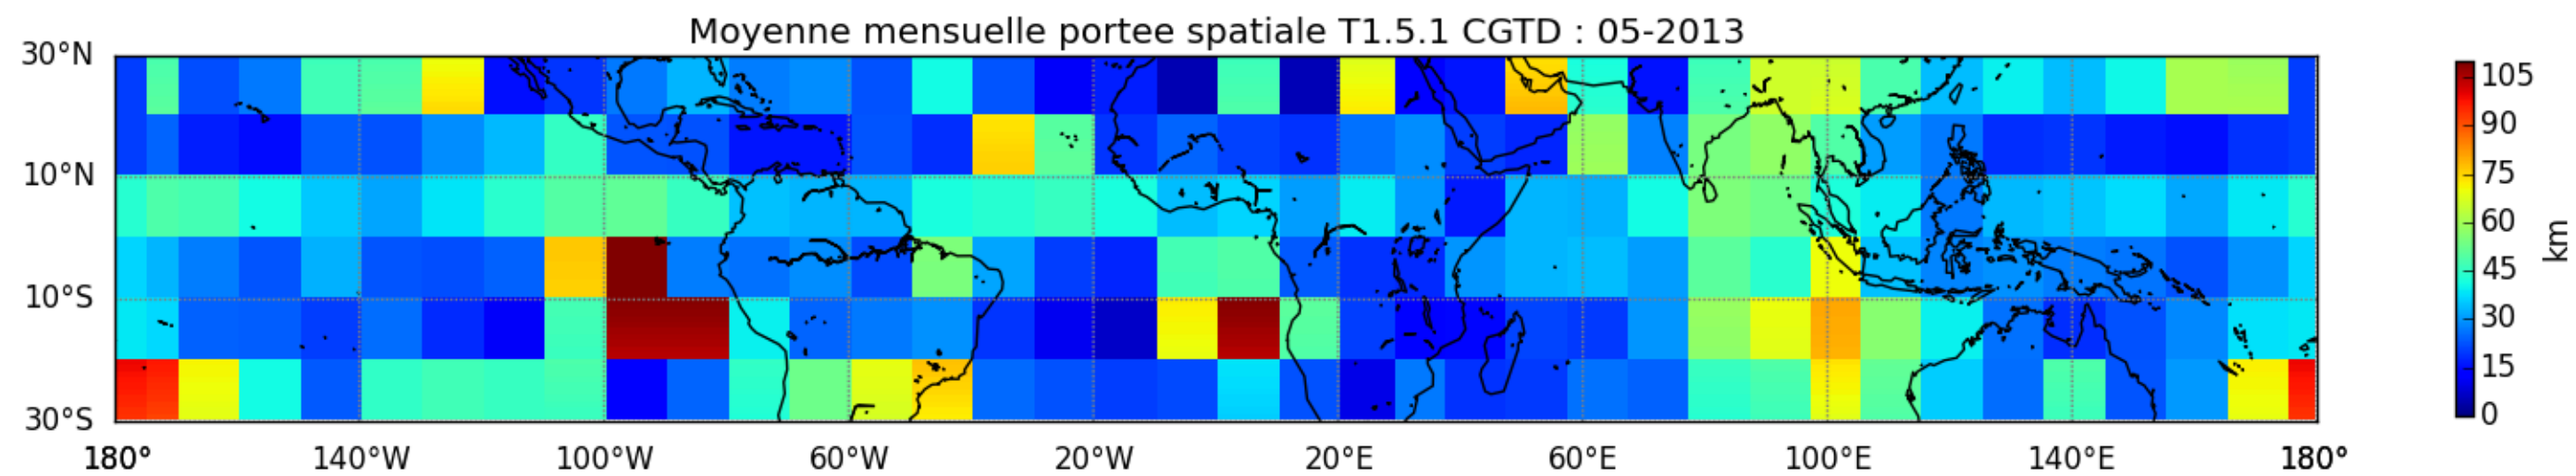 Moyenne mensuelle portee spatiale T1.5.1 CGTD : 05-2013
30°N
10°N
10°S
30°S
180° 140°W 100°W 60°W 20°W 20°E 60°E 100°E 140°E 180°
105
90
75
60
45
30
15
0
km